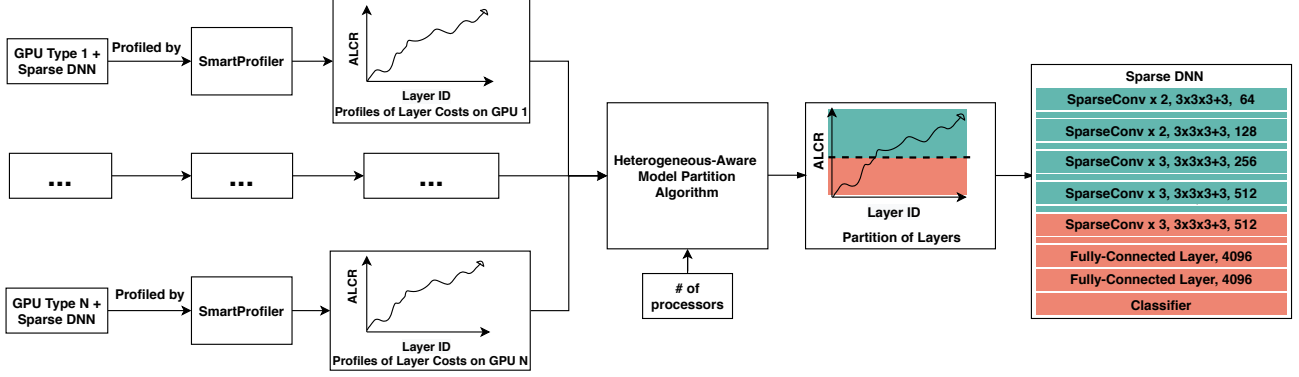 GPU Type 1 +
Sparse DNN
Profiled by
SmartProfiler
ALCR
Layer ID
Profiles of Layer Costs on GPU 1
...
...
...
GPU Type N +
Sparse DNN
Profiled by
SmartProfiler
ALCR
Layer ID
Profiles of Layer Costs on GPU N
Heterogeneous-Aware
Model Partition
Algorithm
# of
processors
ALCR
Layer ID
Partition of Layers
Sparse DNN
SparseConv x 2, 3x3x3+3, 64
SparseConv x 2, 3x3x3+3, 128
SparseConv x 3, 3x3x3+3, 256
SparseConv x 3, 3x3x3+3, 512
SparseConv x 3, 3x3x3+3, 512
Fully-Connected Layer, 4096
Fully-Connected Layer, 4096
Classifier